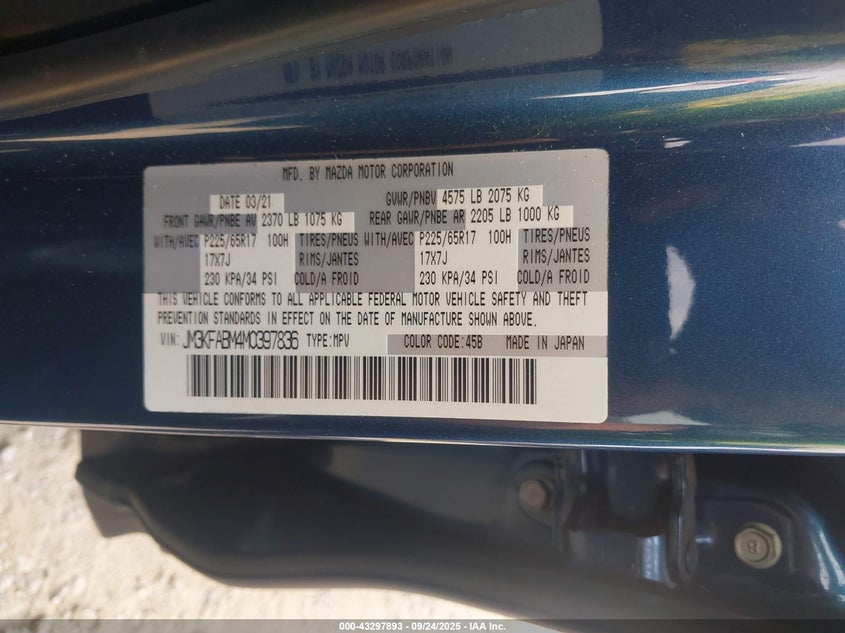 MFD. BY MAZDA MOTOR CORPORATION
DATE 03/21 GVWR/PNBV 4575 LB 2075 KG
FRONT GAWR/PNBE AV 2370 LB 1075 KG REAR GAWR/PNBE AR 2205 LB 1000 KG
WITH/AVEC P225/65R17 100H TIRES/PNEUS WITH/AVEC P225/65R17 100H TIRES/PNEUS
17X7J RIMS/JANTES 17X7J RIMS/JANTES
230 KPA/34 PSI COLD/A FROID 230 KPA/34 PSI COLD/A FROID
THIS VEHICLE CONFORMS TO ALL APPLICABLE FEDERAL MOTOR VEHICLE SAFETY AND THEFT
PREVENTION STANDARDS IN EFFECT ON THE DATE OF MANUFACTURE SHOWN ABOVE.
VIN: JM3KFABM4M0397836 TYPE:MPV COLOR CODE:45B MADE IN JAPAN
8
000-43297893 - 09/24/2025 - IAA Inc.